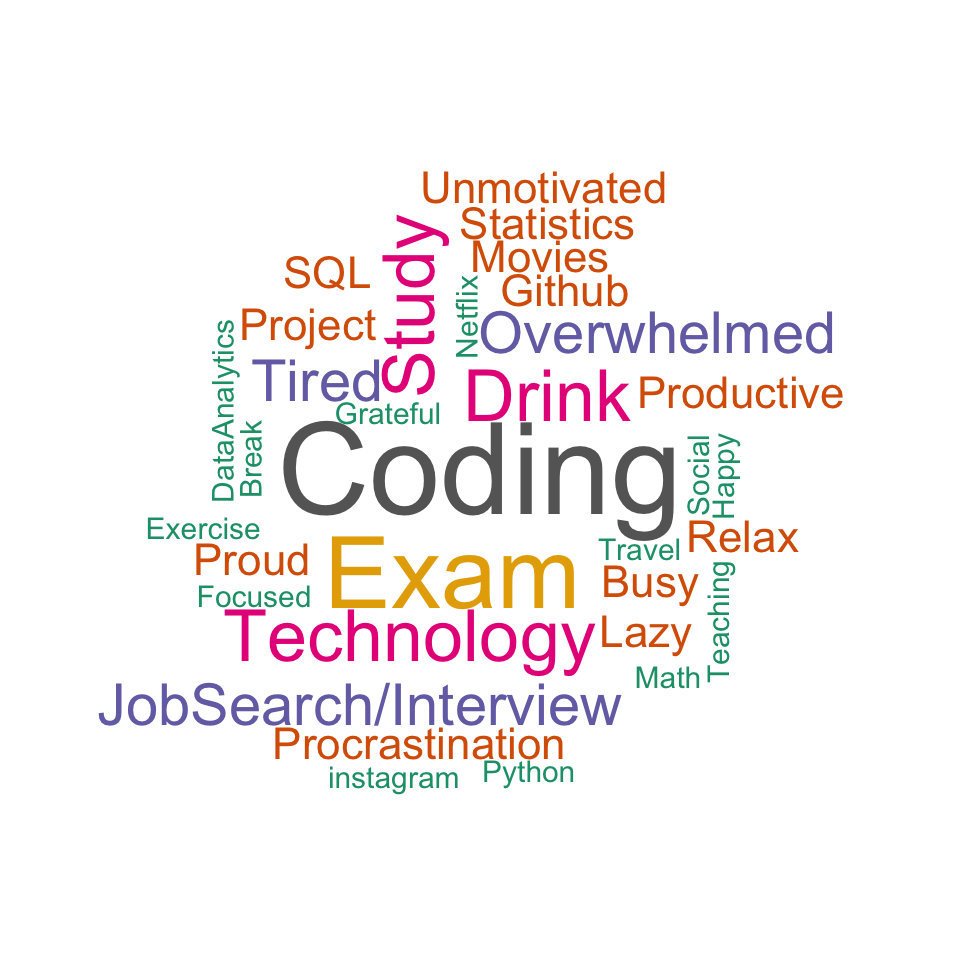 Unmotivated
Statistics
Study
Movies
SQL
Netflix
Github
Project
Overwhelmed
DataAnalytics
Tired
Drink
Productive
Grateful
Break
Coding
Social
Happy
Exercise
Relax
Travel
Proud
Exam
Busy
Focused
Teaching
Technology
Lazy
Math
JobSearch/Interview
Procrastination
instagram
Python